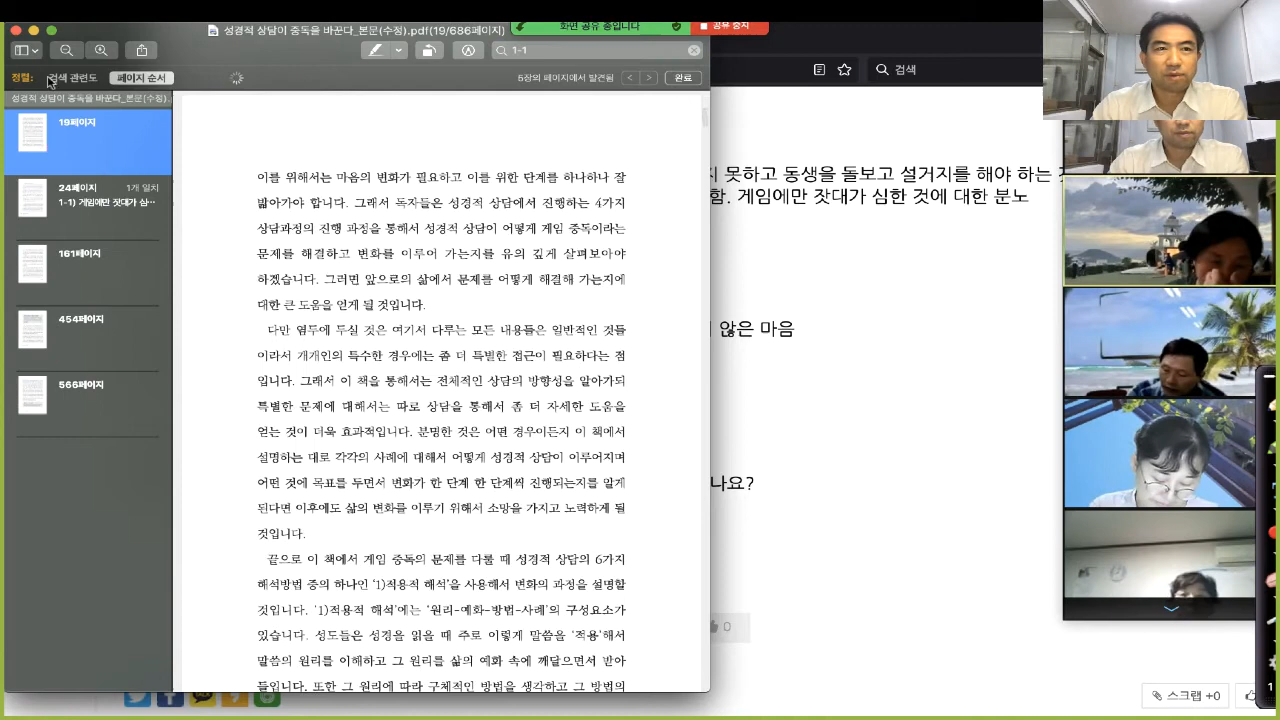 성경적 상담이 중독을 바꾼다_본문(수정).pdf(19/686페이지)
화면 공유 중입니다
공유 중지
1-1
정렬:
검색 관련도
페이지 순서
5장의 페이지에서 발견됨
완료
성경적 상담이 중독을 바꾼다_본문(수정).
19페이지
24페이지
1개 일치
1-1) 게임에만 잣대가 심…
161페이지
454페이지
566페이지
이를 위해서는 마음의 변화가 필요하고 이를 위한 단계를 하나하나 잘
밟아가야 합니다. 그래서 독자들은 성경적 상담에서 진행하는 4가지
상담과정의 진행 과정을 통해서 성경적 상담이 어떻게 게임 중독이라는
문제를 해결하고 변화를 이루어 가는지를 유의 깊게 살펴보아야
하겠습니다. 그러면 앞으로의 삶에서 문제를 어떻게 해결해 가는지에
대한 큰 도움을 얻게 될 것입니다.
다만 염두에 두실 것은 여기서 다루는 모든 내용들은 일반적인 것들
이라서 개개인의 특수한 경우에는 좀 더 특별한 접근이 필요하다는 점
입니다. 그래서 이 책을 통해서는 전체적인 상담의 방향성을 알아가되
특별한 문제에 대해서는 따로 상담을 통해서 좀 더 자세한 도움을
얻는 것이 더욱 효과적입니다. 분명한 것은 어떤 경우이든지 이 책에서
설명하는 대로 각각의 사례에 대해서 어떻게 성경적 상담이 이루어지며
어떤 것에 목표를 두면서 변화가 한 단계 한 단계씩 진행되는지를 알게
된다면 이후에도 삶의 변화를 이루기 위해서 소망을 가지고 노력하게 될
것입니다.
끝으로 이 책에서 게임 중독의 문제를 다룰 때 성경적 상담의 6가지
해석방법 중의 하나인 '1)적용적 해석'을 사용해서 변화의 과정을 설명할
것입니다. '1)적용적 해석'에는 '원리-예화-방법-사례'의 구성요소가
있습니다. 성도들은 성경을 읽을 때 주로 이렇게 말씀을 '적용'해서
말씀의 원리를 이해하고 그 원리를 삶의 예화 속에 깨달으면서 받아
들입니다. 또한 그 원리에 따라 구체적인 방법을 생각하고 그 방법의
검색
못하고 동생을 돌보고 설거지를 해야 하는
함. 게임에만 잣대가 심한 것에 대한 분노
않은 마음
나요?
0
스크랩 +0